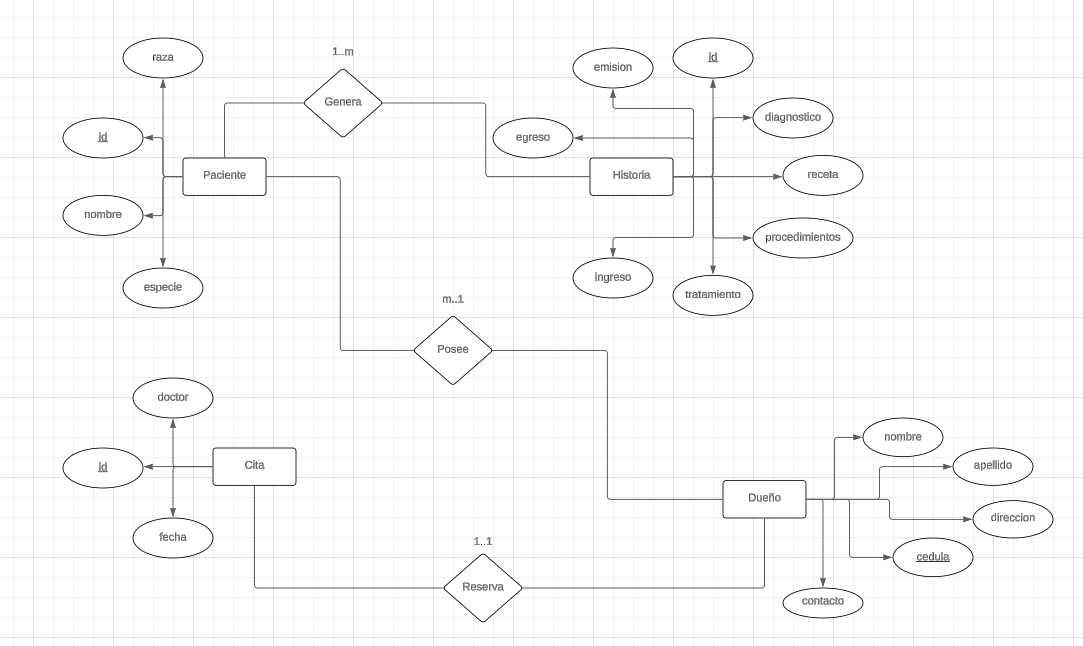 1..m
raza
Genera
emision
id
diagnostico
id
egreso
Paciente
Historia
receta
nombre
procedimientos
especie
ingreso
tratamiento
m..1
Posee
doctor
id
Cita
nombre
apellido
Dueño
direccion
fecha
1..1
cedula
Reserva
contacto